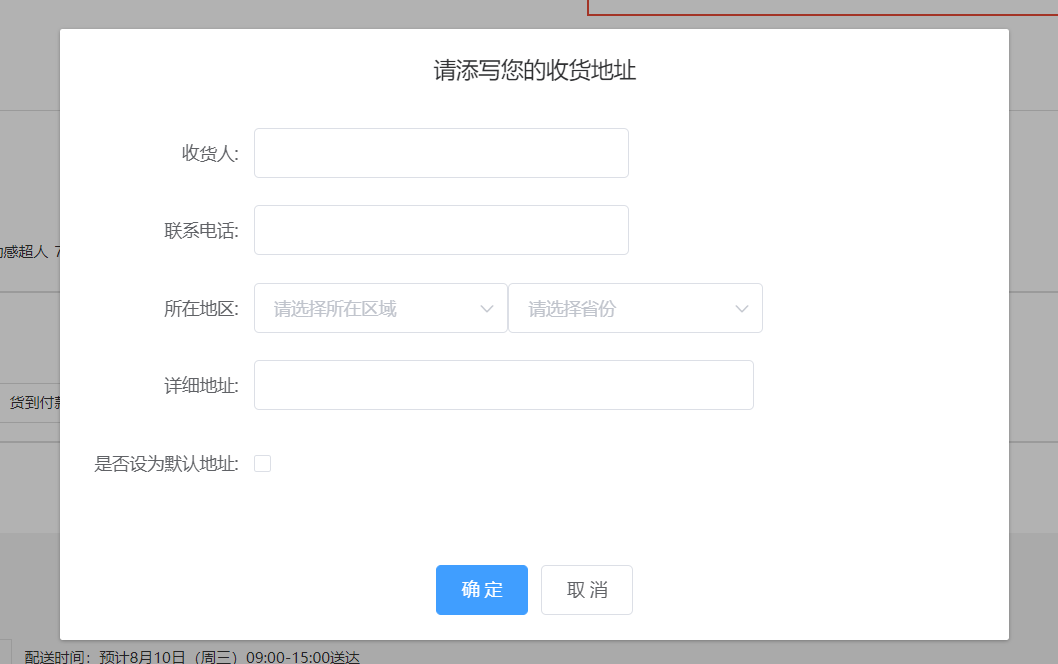 请添写您的收货地址
收货人:
联系电话:
感超人 7
所在地区: 请选择所在区域 请选择省份
详细地址:
货到付款
是否设为默认地址:
确定 取消
配送时间：预计8月10日（周三）09:00-15:00送达